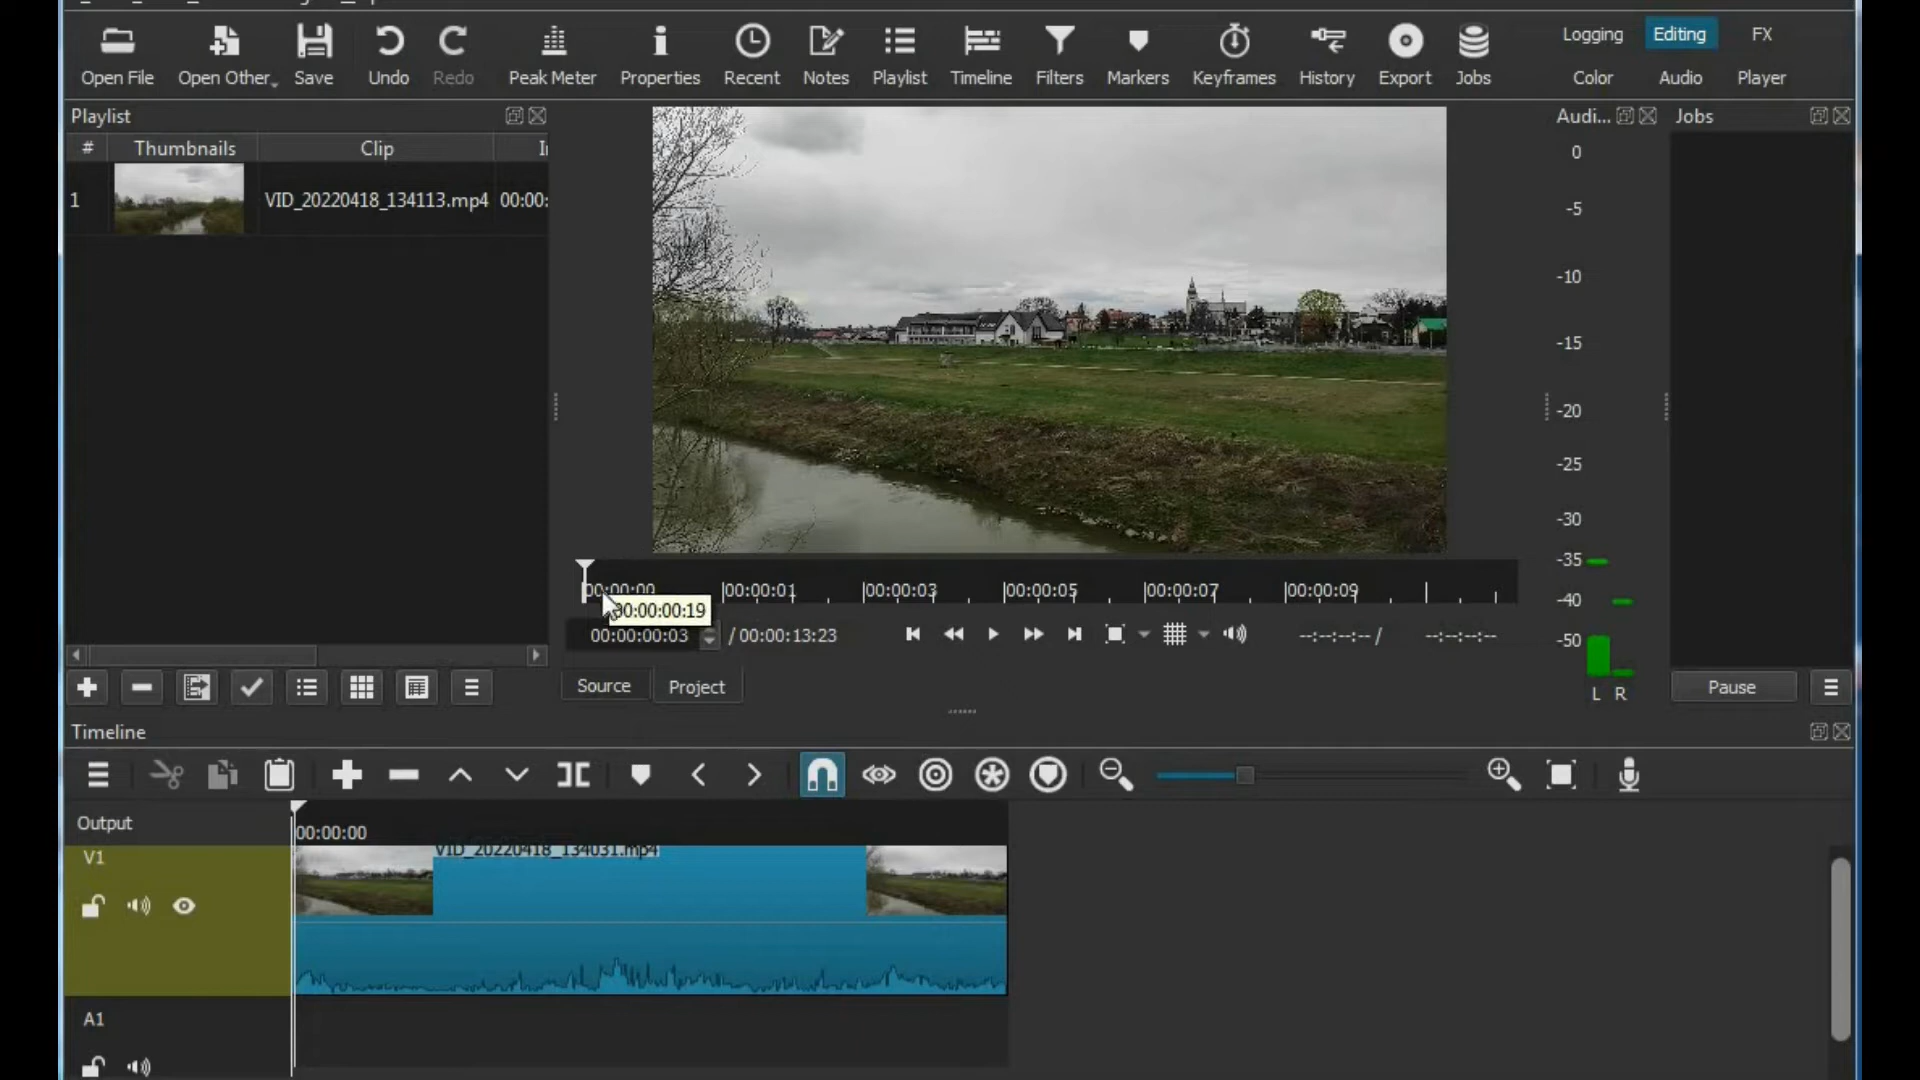 Open File Open Other Save Undo Redo Peak Meter Properties Recent Notes Playlist Timeline Filters Markers Keyframes History Export Jobs
Logging Editing FX
Color Audio Player
Playlist
# Thumbnails Clip
1 VID_20220418_134113.mp4 00:00:
Audi... Jobs
0
-5
-10
-15
-20
-25
-30
-35
-40
-50
L R
00:00:00 00:00:01 00:00:03 00:00:05 00:00:07 00:00:09
00:00:00:19
00:00:00:03 / 00:00:13:23 --:--:--:-- / --:--:--:--
Source Project
Pause
Timeline
Output
00:00:00
V1
VID_20220418_134031.mp4
A1